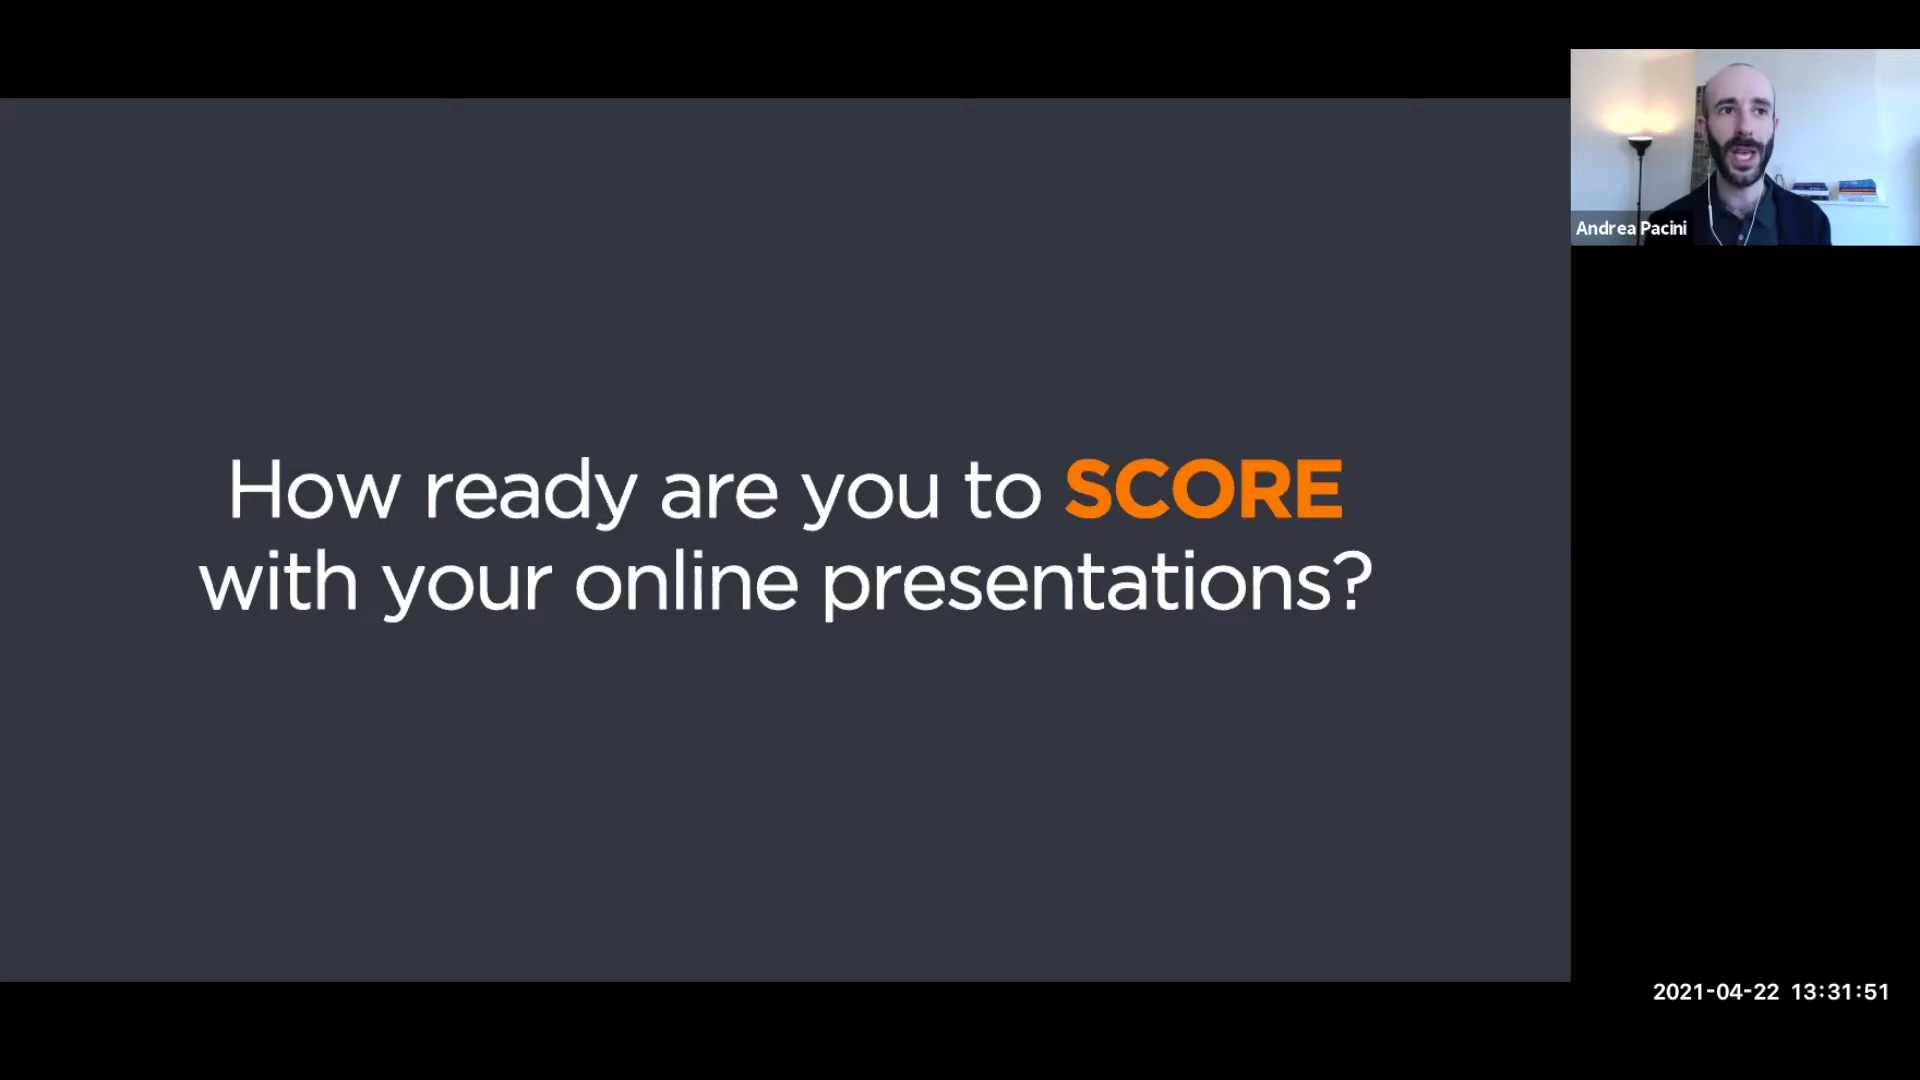 How ready are you to SCORE
with your online presentations?
Andrea Pacini
2021-04-22 13:31:51